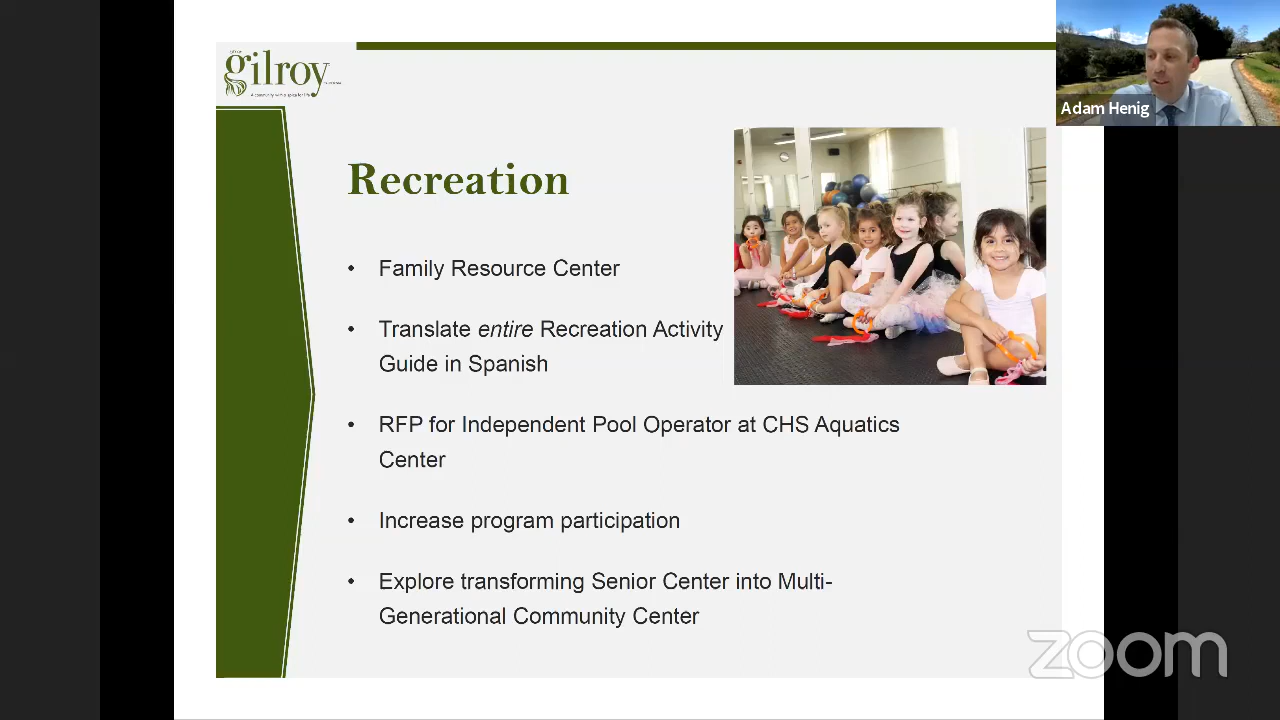 gilroy
Adam Henig
Recreation
• Family Resource Center
• Translate entire Recreation Activity
Guide in Spanish
• RFP for Independent Pool Operator at CHS Aquatics
Center
• Increase program participation
• Explore transforming Senior Center into Multi-
Generational Community Center
zoom